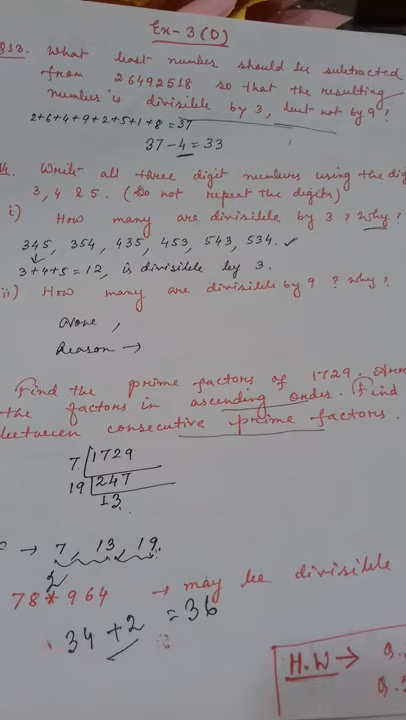 Ex-3(D)
Q13. What least number should be subtracted
from 26492518 so that the resulting
number is divisible by 3, but not by 9?
2+6+4+9+2+5+1+8=37
37-4=33
4. Write all three digit numbers using the dig
3, 4 & 5. (Do not repeat the digits)
i) How many are divisible by 3? Why?
345, 354, 435, 453, 543, 534. ✓
3+4+5=12, is divisible by 3.
ii) How many are divisible by 9? Why?
None,
Reason →
Find the prime factors of 1729.
the factors in ascending order. Find
between consecutive prime factors.
7 1729
19 247
13
→ 7, 13, 19.
2
78*964 → may be divisible
34+2=36
H.W → Q.
Q.